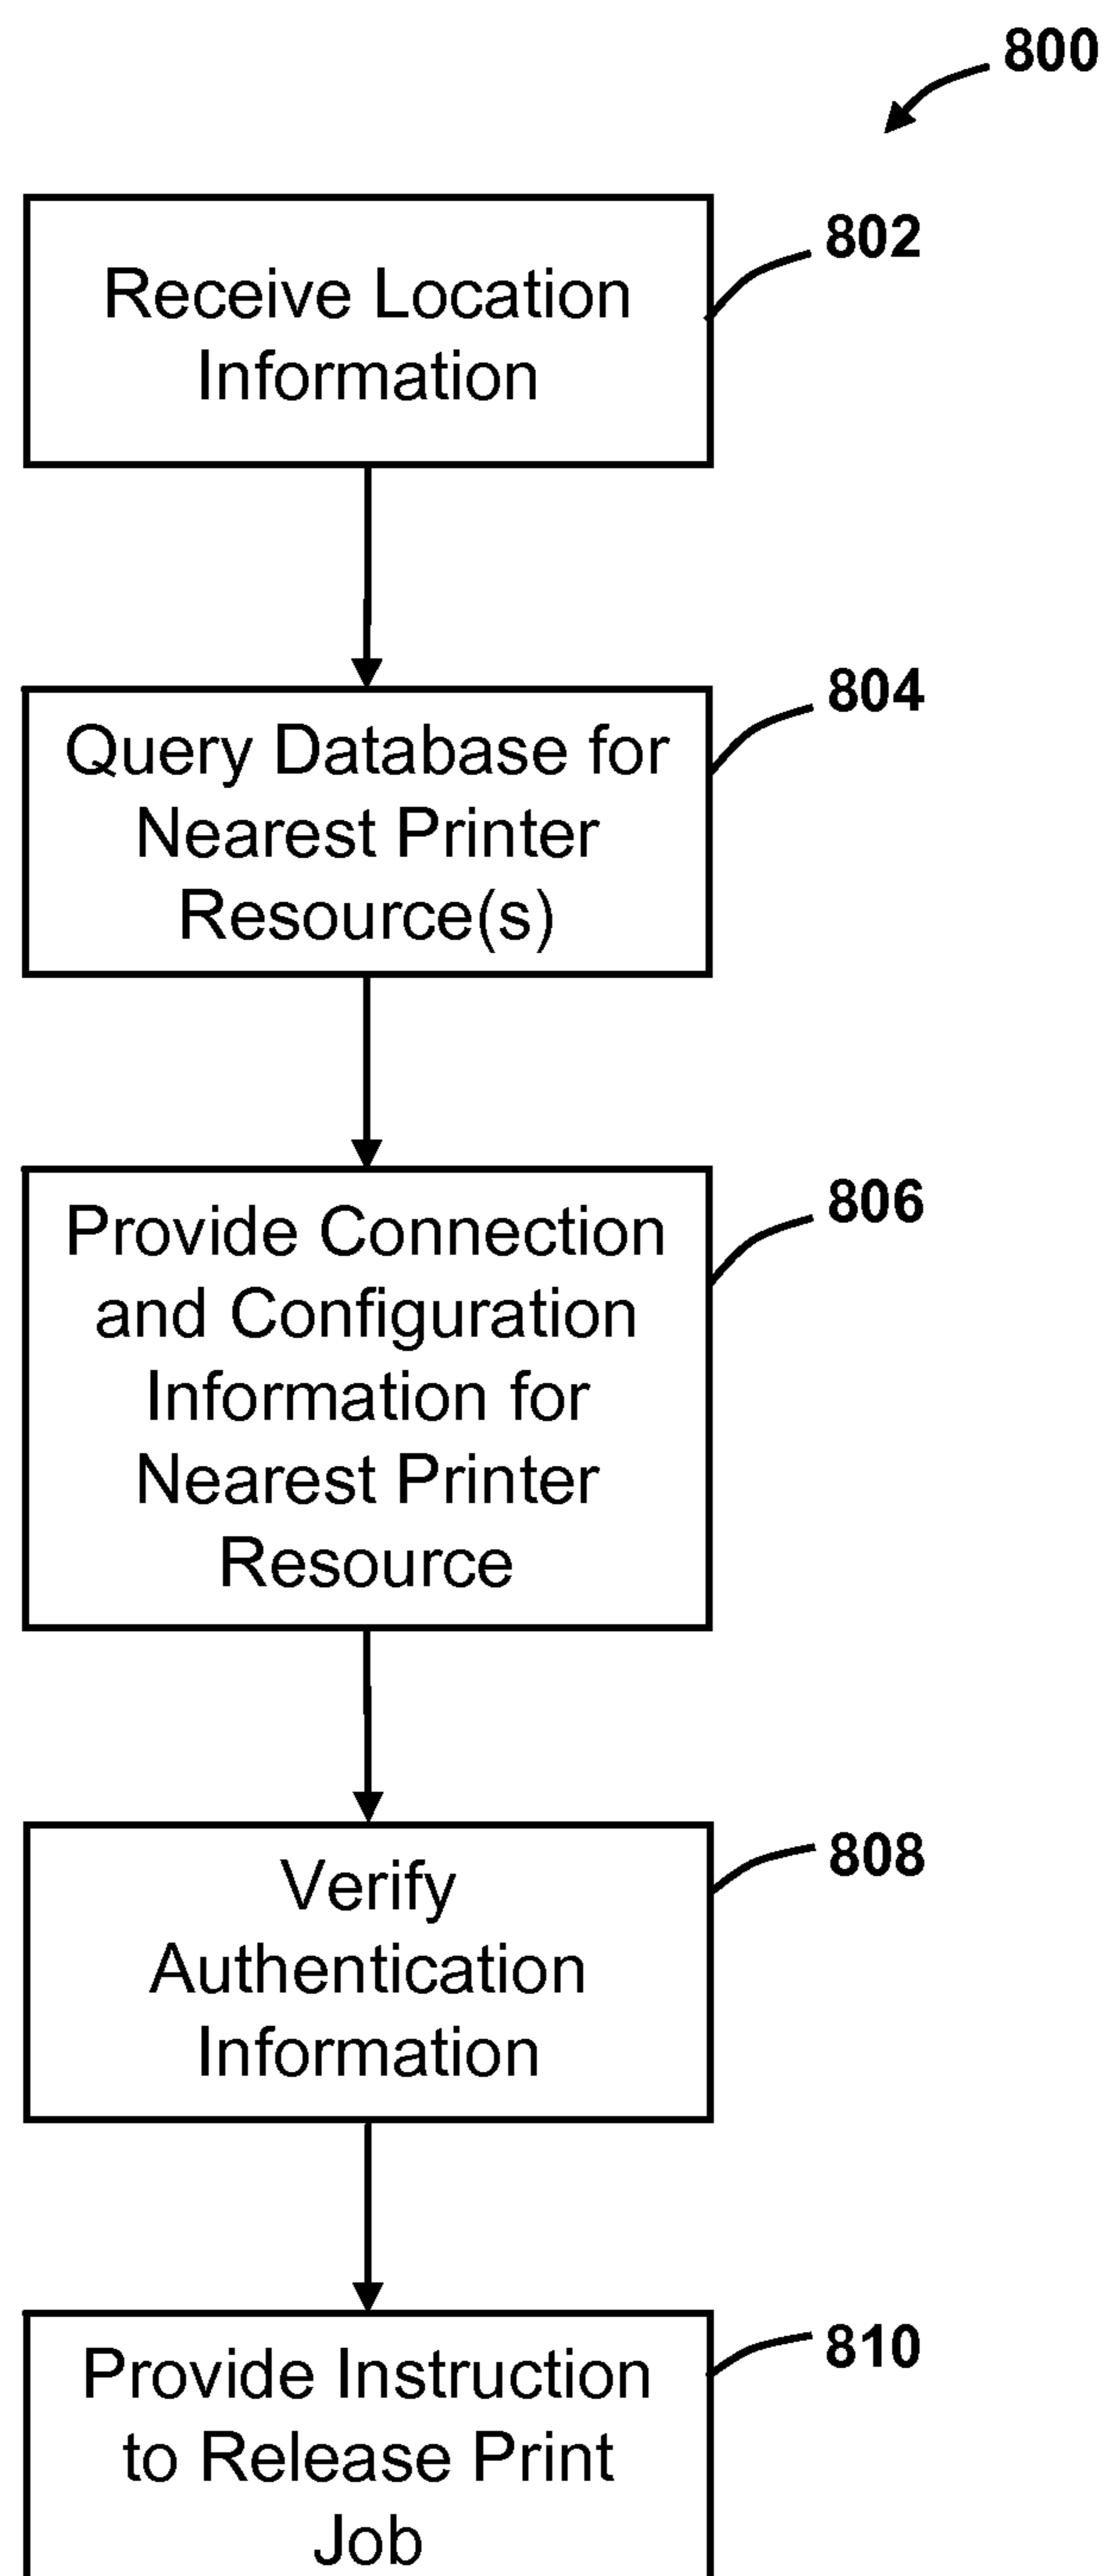 800
802
Receive Location
Information
804
Query Database for
Nearest Printer
Resource(s)
806
Provide Connection
and Configuration
Information for
Nearest Printer
Resource
808
Verify
Authentication
Information
810
Provide Instruction
to Release Print
Job